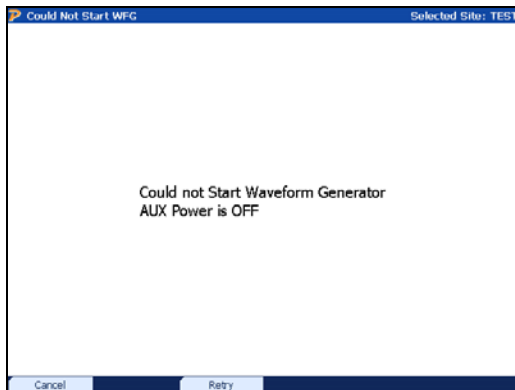 Could Not Start WFG Selected Site: TEST
Could not Start Waveform Generator
AUX Power is OFF
Cancel Retry